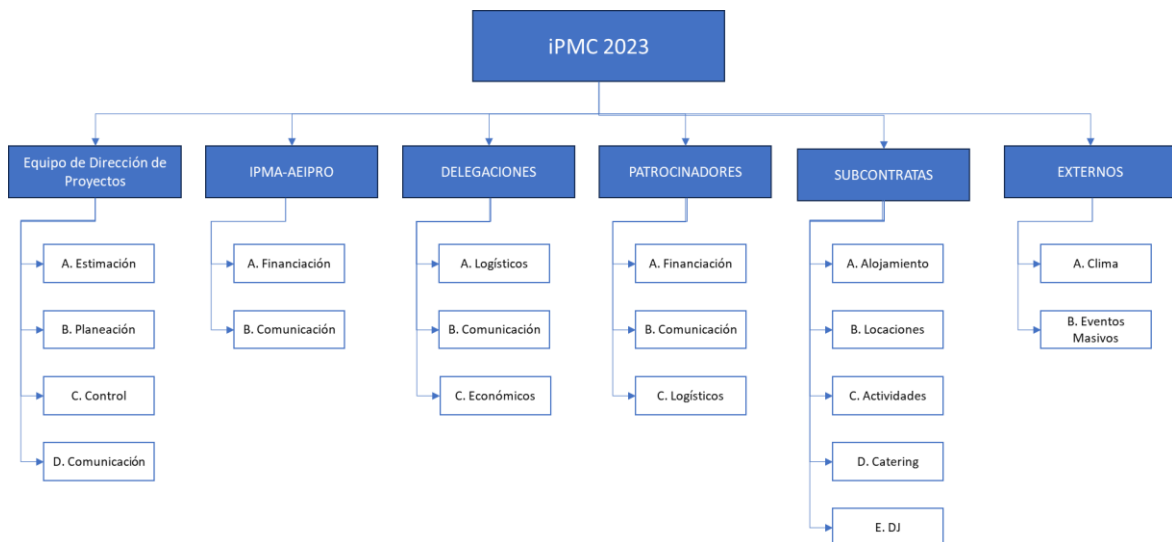 iPMC 2023
Equipo de Dirección de
Proyectos
IPMA-AEIPRO
DELEGACIONES
PATROCINADORES
SUBCONTRATAS
EXTERNOS
A. Estimación
B. Planeación
C. Control
D. Comunicación
A. Financiación
B. Comunicación
A. Logísticos
B. Comunicación
C. Económicos
A. Financiación
B. Comunicación
C. Logísticos
A. Alojamiento
B. Locaciones
C. Actividades
D. Catering
E. DJ
A. Clima
B. Eventos
Masivos